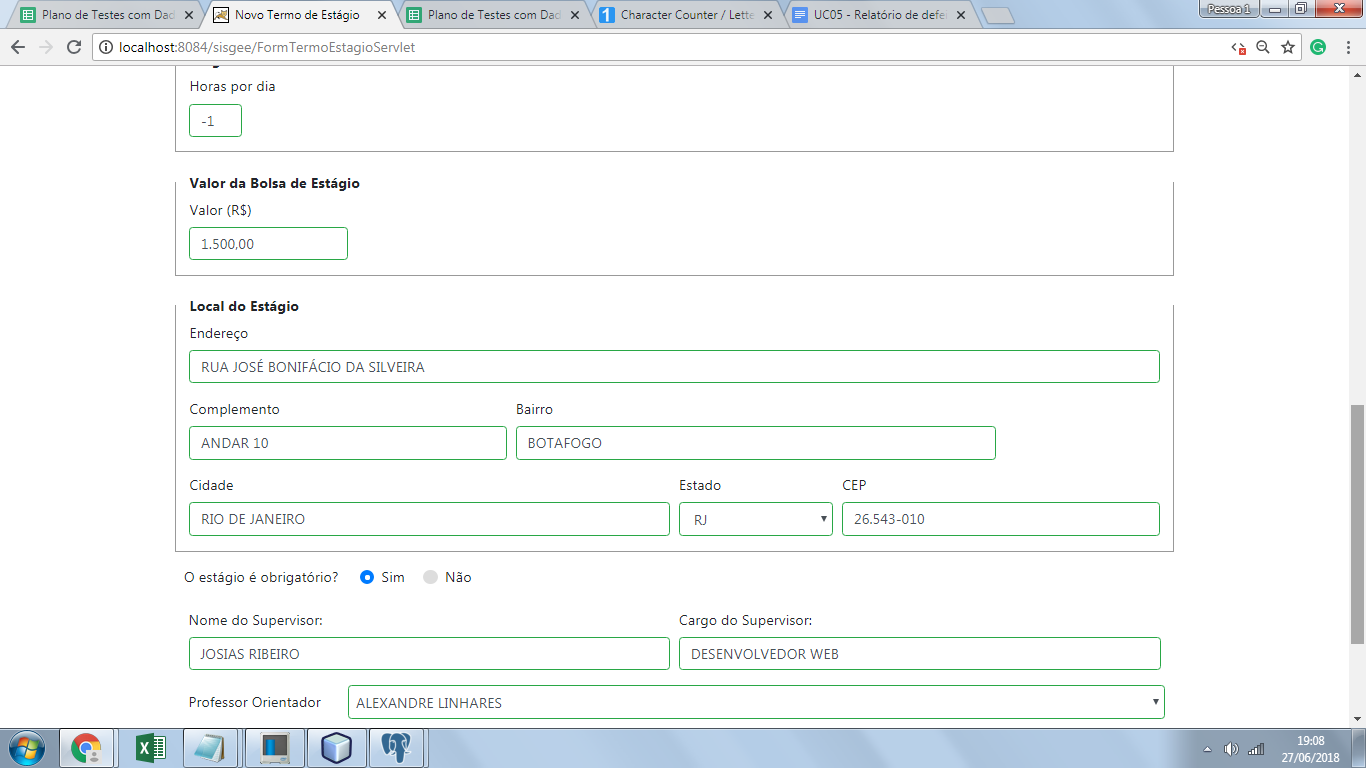 Plano de Testes com Dad
Novo Termo de Estágio
Plano de Testes com Dad
Character Counter / Lette
UC05 - Relatório de defei
Pessoa 1
localhost:8084/sisgee/FormTermoEstagioServlet
Horas por dia
-1
Valor da Bolsa de Estágio
Valor (R$)
1.500,00
Local do Estágio
Endereço
RUA JOSÉ BONIFÁCIO DA SILVEIRA
Complemento Bairro
ANDAR 10 BOTAFOGO
Cidade Estado CEP
RIO DE JANEIRO RJ 26.543-010
O estágio é obrigatório? Sim Não
Nome do Supervisor: Cargo do Supervisor:
JOSIAS RIBEIRO DESENVOLVEDOR WEB
Professor Orientador ALEXANDRE LINHARES
19:08
27/06/2018